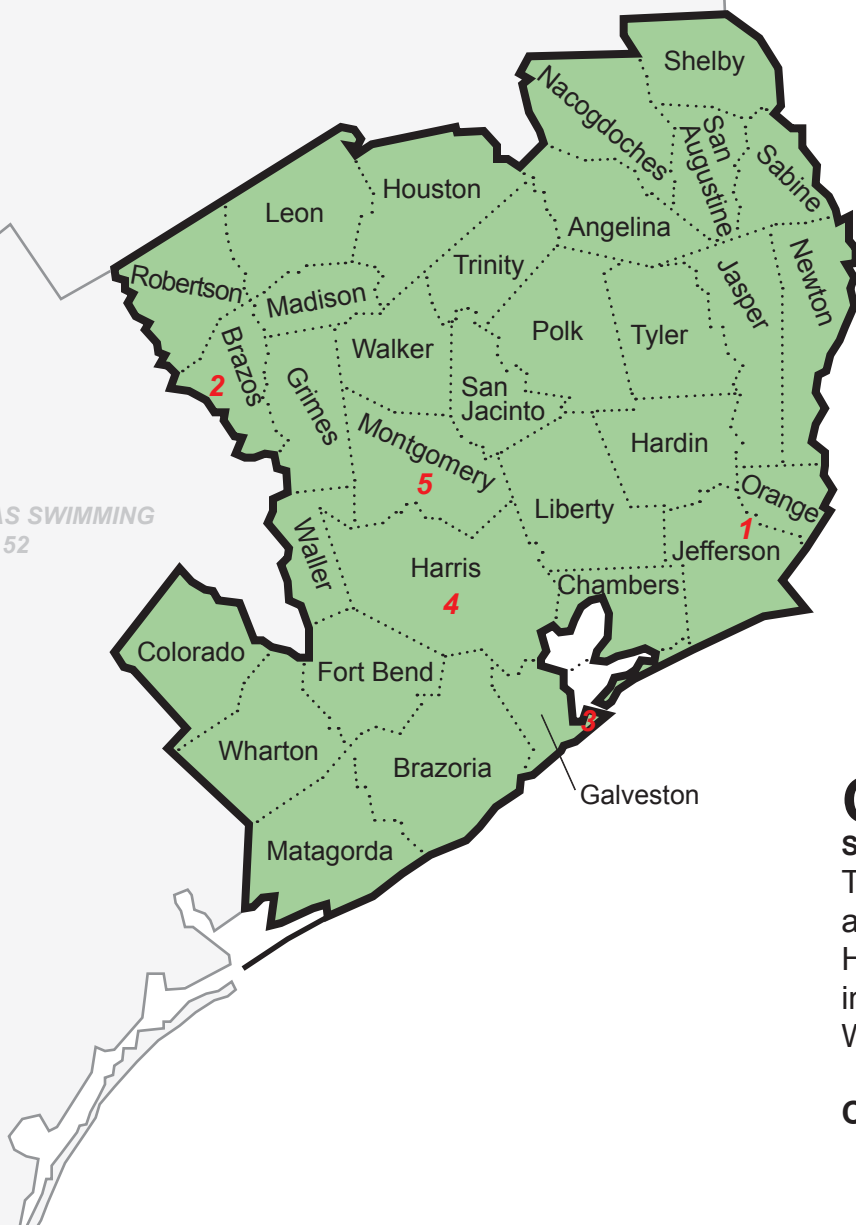 Shelby
Nacogdoches
San
Augustine
Sabine
Houston
Leon
Angelina
Trinity
Robertson
Madison
Jasper
Newton
Polk
Tyler
Walker
Brazos
2
Grimes
San
Jacinto
Montgomery
5
Hardin
Orange
Liberty
1
Jefferson
AS SWIMMING
52
Waller
Harris
4
Chambers
Colorado
Fort Bend
3
Wharton
Brazoria
Galveston
Matagorda